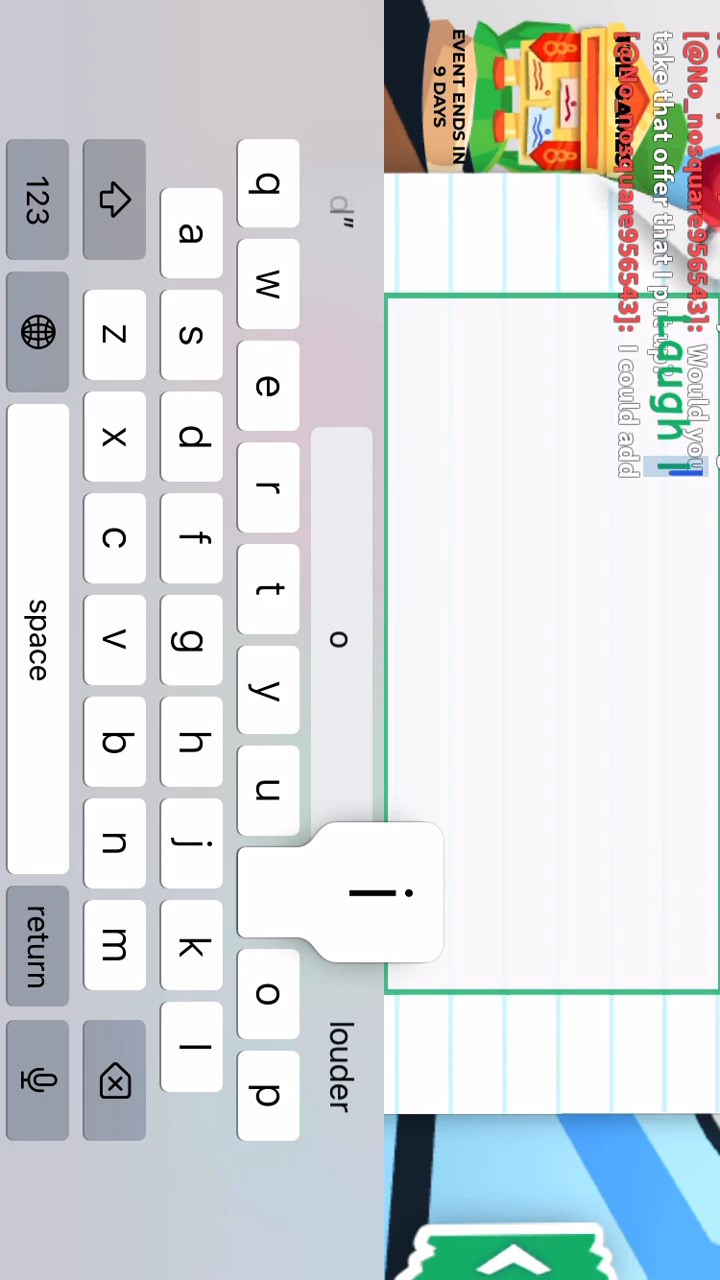 [@No_nosquare956543]: Would you
take that offer that I put up?
[@No_nosquare956543]: I could add
Laugh i
EVENT ENDS IN
9 DAYS
d" o louder
q w e r t y u i o p
a s d f g h j k l
z x c v b n m
123 space return